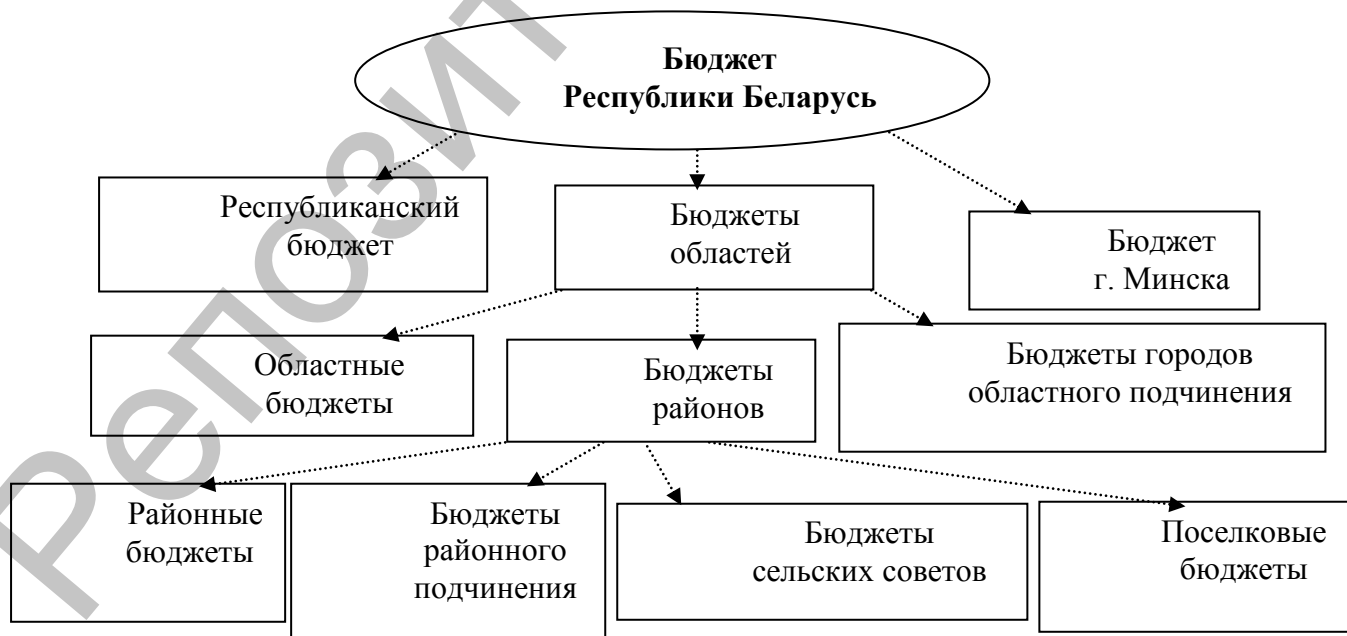 Бюджет
Республики Беларусь
Республиканский
бюджет
Бюджеты
областей
Бюджет
г. Минска
Областные
бюджеты
Бюджеты
районов
Бюджеты городов
областного подчинения
Районные
бюджеты
Бюджеты
районного
подчинения
Бюджеты
сельских советов
Поселковые
бюджеты
Репозит